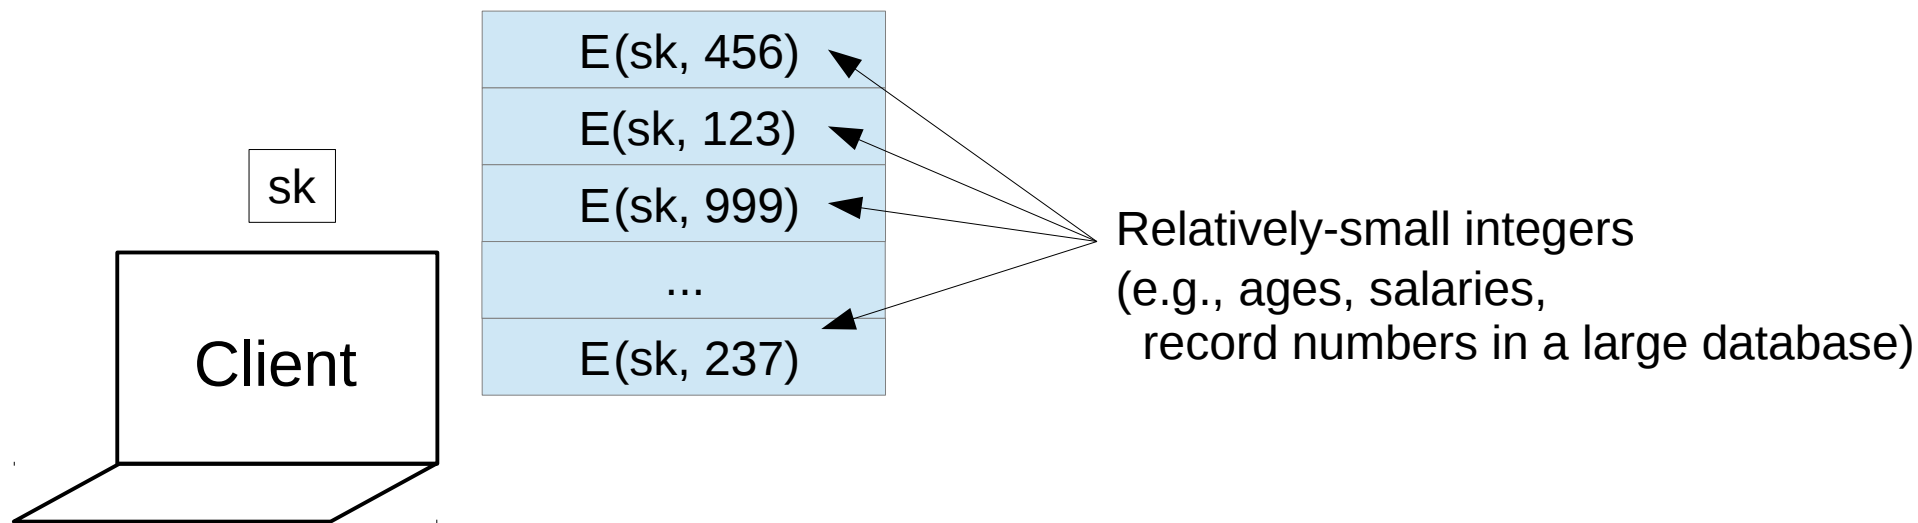 E(sk, 456)
E(sk, 123)
sk
E(sk, 999)
Relatively-small integers
(e.g., ages, salaries,
record numbers in a large database)
...
Client
E(sk, 237)